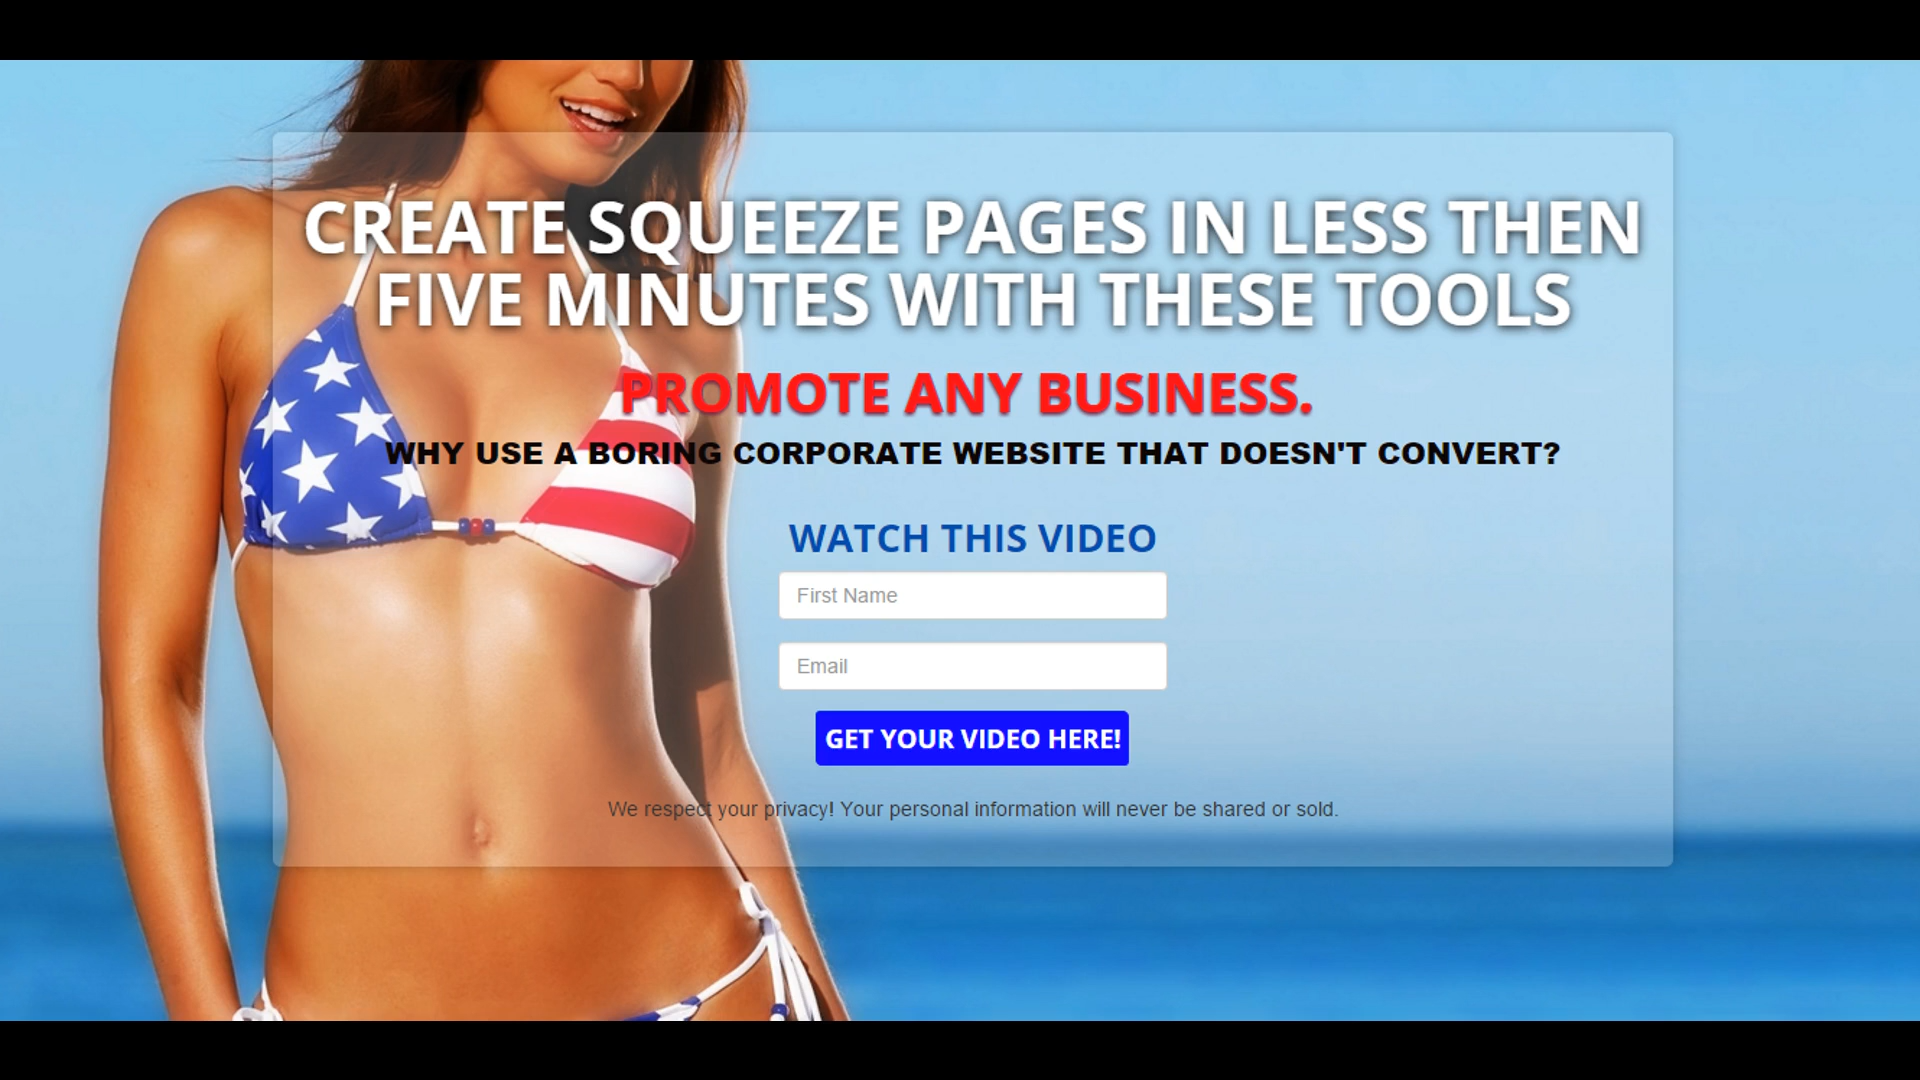 CREATE SQUEEZE PAGES IN LESS THEN
FIVE MINUTES WITH THESE TOOLS
PROMOTE ANY BUSINESS.
WHY USE A BORING CORPORATE WEBSITE THAT DOESN'T CONVERT?
WATCH THIS VIDEO
First Name
Email
GET YOUR VIDEO HERE!
We respect your privacy! Your personal information will never be shared or sold.